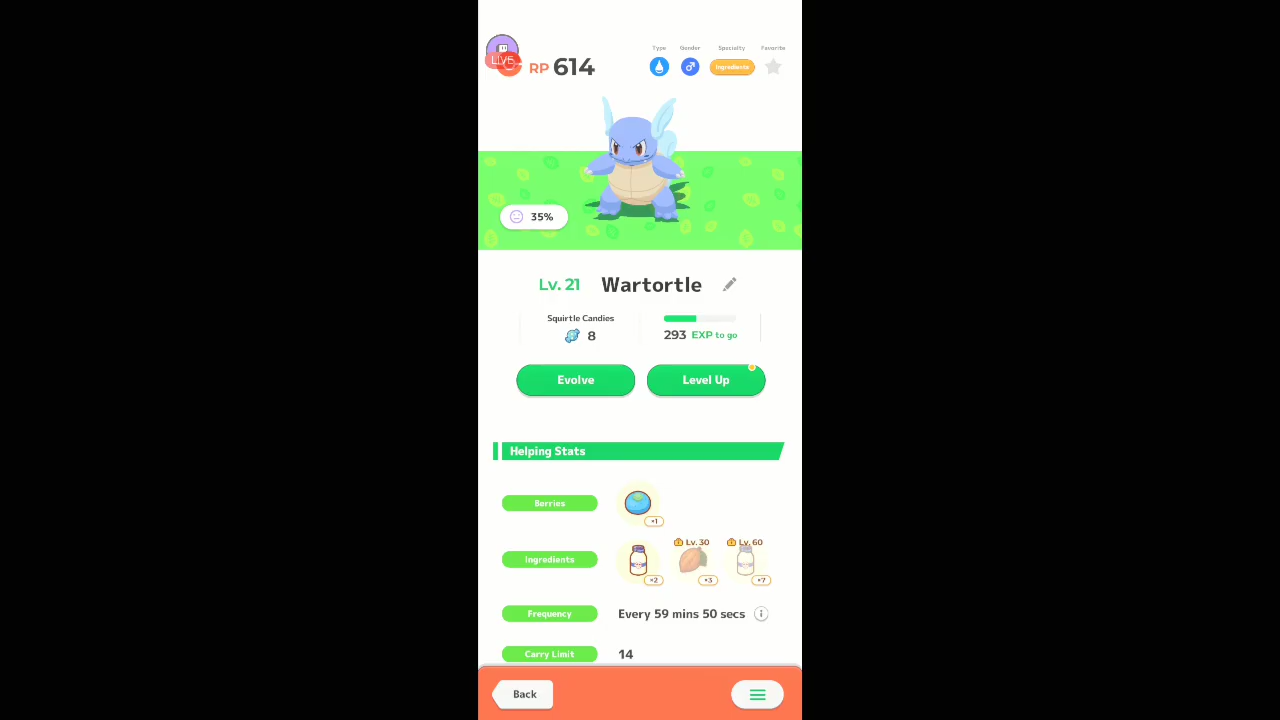 Type Gender Specialty Favorite
LIVE
RP 614
Ingredients
35%
Lv. 21 Wartortle
Squirtle Candies
8
293 EXP to go
Evolve
Level Up
Helping Stats
Berries
×1
Ingredients
Lv. 30
Lv. 60
×2
×3
×7
Frequency
Every 59 mins 50 secs
Carry Limit
14
Back